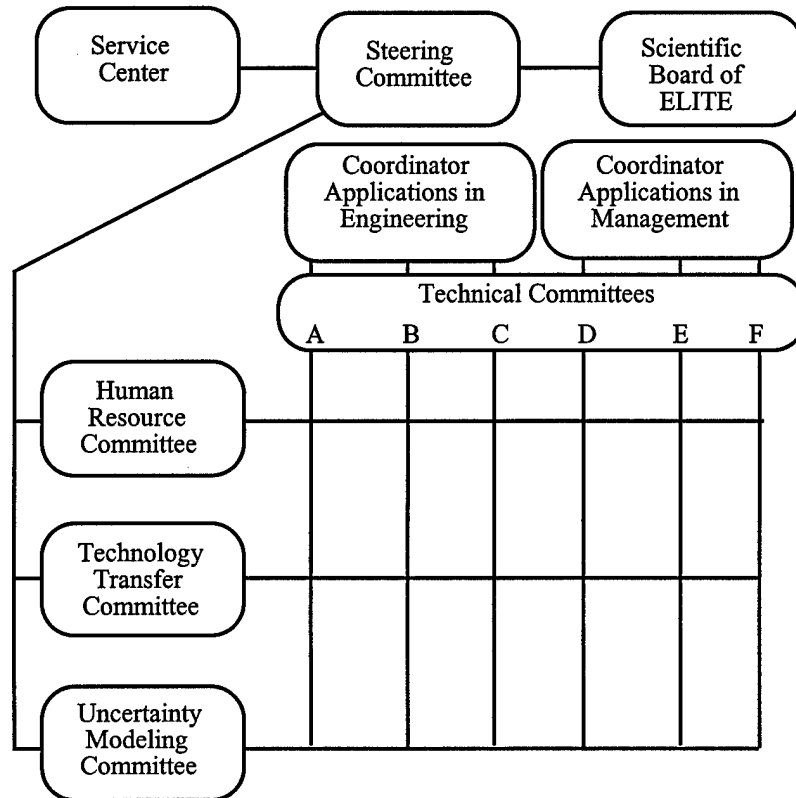 Service
Center
Steering
Committee
Scientific
Board of
ELITE
Coordinator
Applications in
Engineering
Coordinator
Applications in
Management
Technical Committees
A B C D E F
Human
Resource
Committee
Technology
Transfer
Committee
Uncertainty
Modeling
Committee